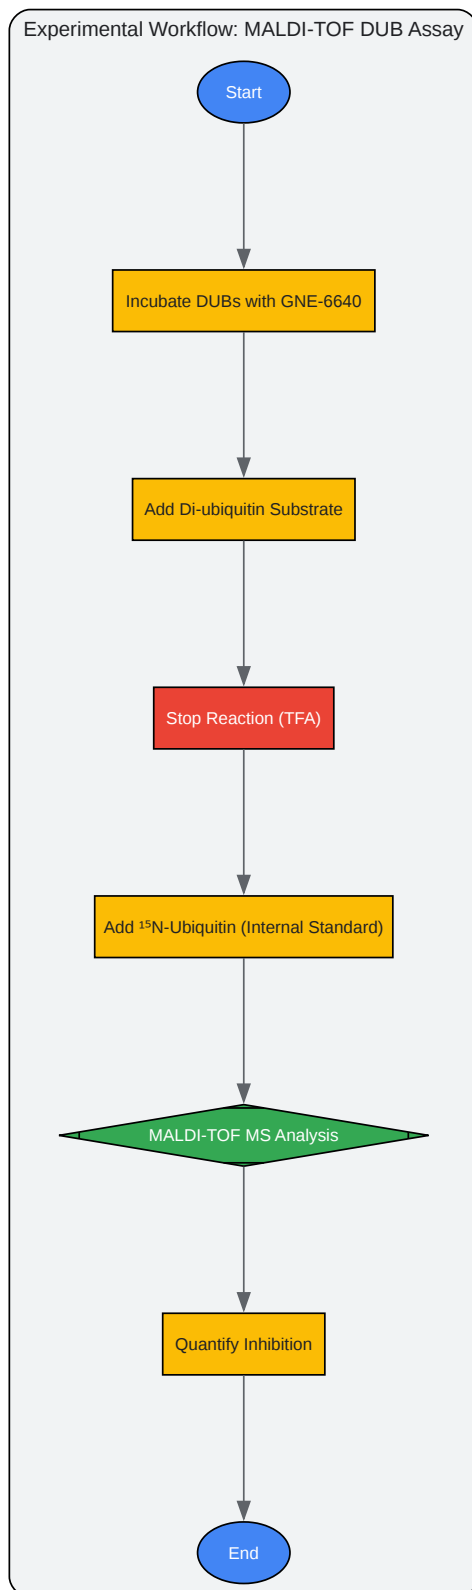 Experimental Workflow: MALDI-TOF DUB Assay
Start
Incubate DUBs with GNE-6640
Add Di-ubiquitin Substrate
Stop Reaction (TFA)
Add ¹⁵N-Ubiquitin (Internal Standard)
MALDI-TOF MS Analysis
Quantify Inhibition
End